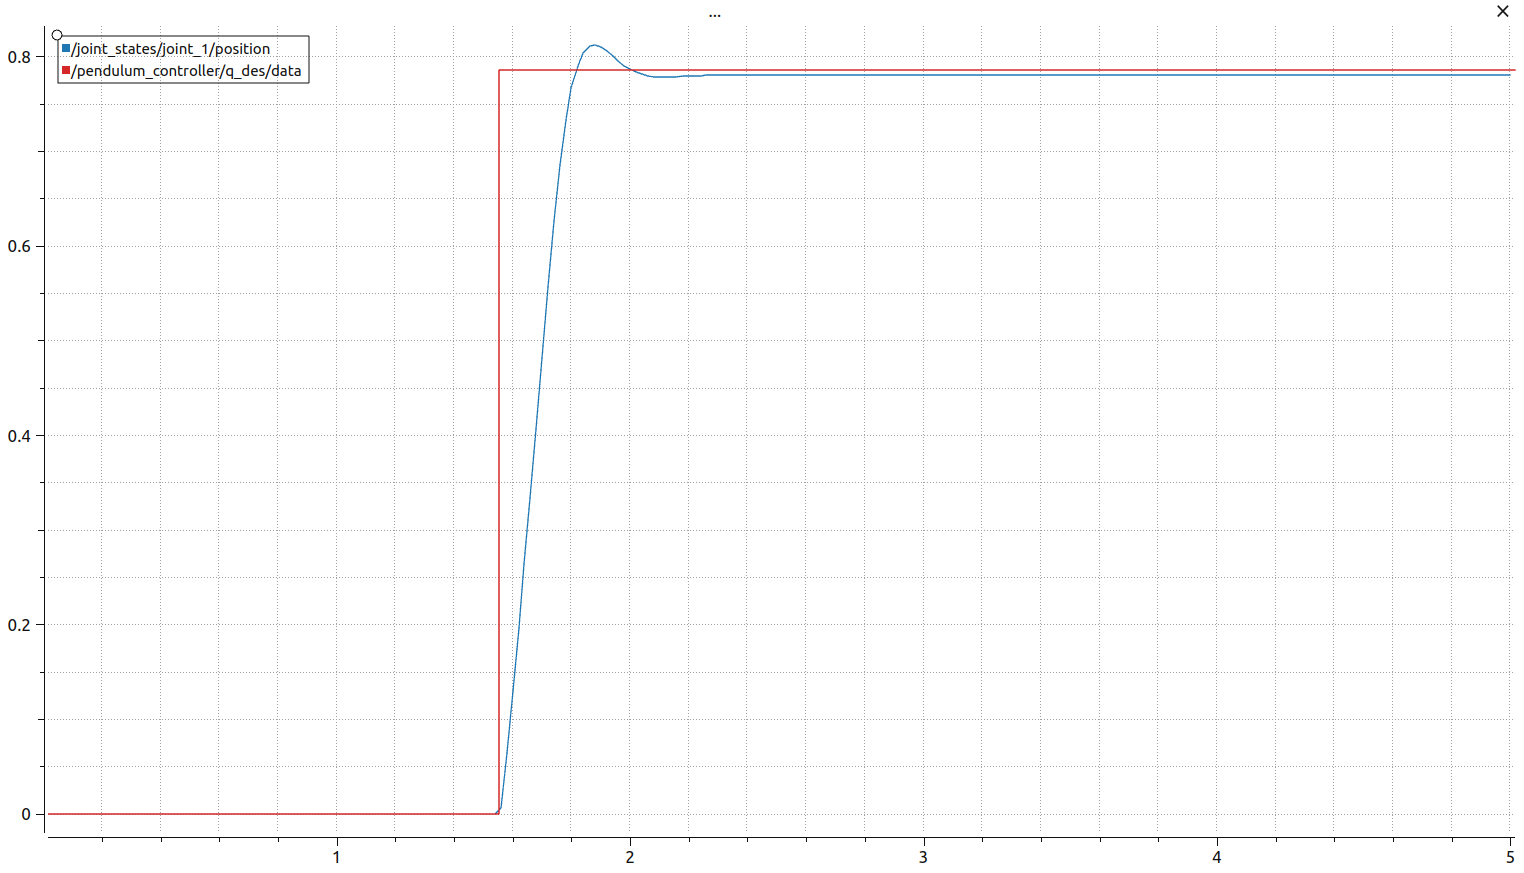 ...
/joint_states/joint_1/position
/pendulum_controller/q_des/data
0.8
0.6
0.4
0.2
0
1 2 3 4 5